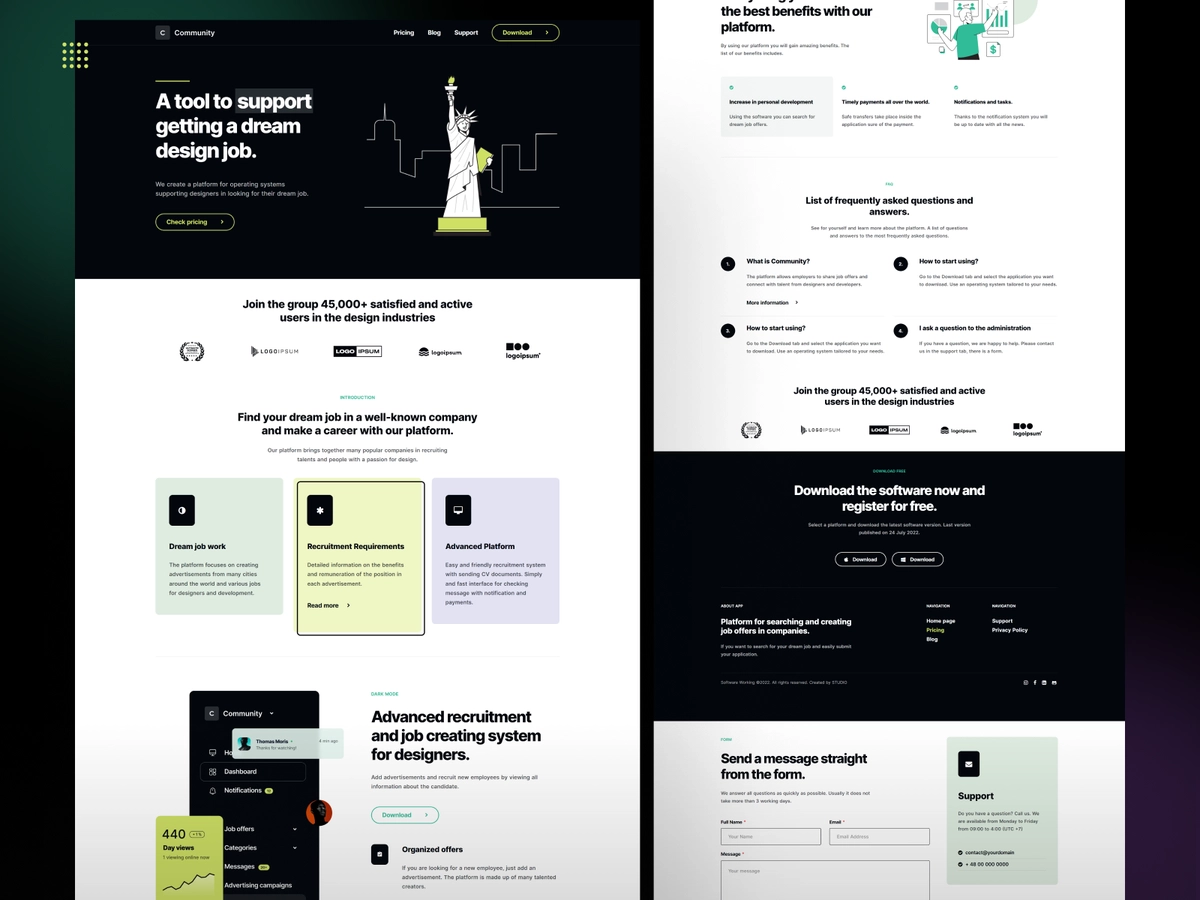 C Community
Pricing Blog Support Download
A tool to support
getting a dream
design job.
We create a platform for operating systems
supporting designers in looking for their dream job.
Check pricing
Join the group 45,000+ satisfied and active
users in the design industries
LOGOIPSUM
LOGO IPSUM
logoipsum
logoipsum
INTRODUCTION
Find your dream job in a well-known company
and make a career with our platform.
Our platform brings together many popular companies in recruiting
talents and people with a passion for design.
Dream job work
The platform focuses on creating
advertisements from many cities
around the world and various jobs
for designers and development.
Recruitment Requirements
Detailed information on the benefits
and remuneration of the position in
each advertisement.
Read more
Advanced Platform
Easy and friendly recruitment system
with sending CV documents. Simply
and fast interface for checking
message with notification and
payments.
C Community
Thomas Moris
Thanks for watching!
min ago
Ho
Dashboard
Notifications
440 +1%
Day views
1 viewing online now
Job offers
Categories
Messages
Advertising campaigns
DARK MODE
Advanced recruitment
and job creating system
for designers.
Add advertisements and recruit new employees by viewing all
information about the candidate.
Download
Organized offers
If you are looking for a new employee, just add an
advertisement. The platform is made up of many talented
creators.
the best benefits with our
platform.
By using our platform you will gain amazing benefits. The
list of our benefits includes.
Increase in personal development
Using the software you can search for
dream job offers.
Timely payments all over the world.
Safe transfers take place inside the
application sure of the payment.
Notifications and tasks.
Thanks to the notification system you will
be up to date with all the news.
FAQ
List of frequently asked questions and
answers.
See for yourself and learn more about the platform. A list of questions
and answers to the most frequently asked questions.
1.
What is Community?
The platform allows employers to share job offers and
connect with talent from designers and developers.
More information
2.
How to start using?
Go to the Download tab and select the application you want
to download. Use an operating system tailored to your needs.
3.
How to start using?
Go to the Download tab and select the application you want
to download. Use an operating system tailored to your needs.
4.
I ask a question to the administration
If you have a question, we are happy to help. Please contact
us in the support tab, there is a form.
Join the group 45,000+ satisfied and active
users in the design industries
LOGOIPSUM
LOGO IPSUM
logoipsum
logoipsum
DOWNLOAD FREE
Download the software now and
register for free.
Select a platform and download the latest software version. Last version
published on 24 July 2022.
Download
Download
ABOUT APP
Platform for searching and creating
job offers in companies.
If you want to search for your dream job and easily submit
your application.
NAVIGATION
Home page
Pricing
Blog
NAVIGATION
Support
Privacy Policy
Software Working ©2022. All rights reserved. Created by STUDIO
FORM
Send a message straight
from the form.
We answer all questions as quickly as possible. Usually it does not
take more than 3 working days.
Full Name *
Your Name
Email *
Email Address
Message *
Your message
Support
Do you have a question? Call us. We
are available from Monday to Friday
from 09:00 to 4:00 (UTC +7)
contact@yourdomain
+ 48 00 000 0000